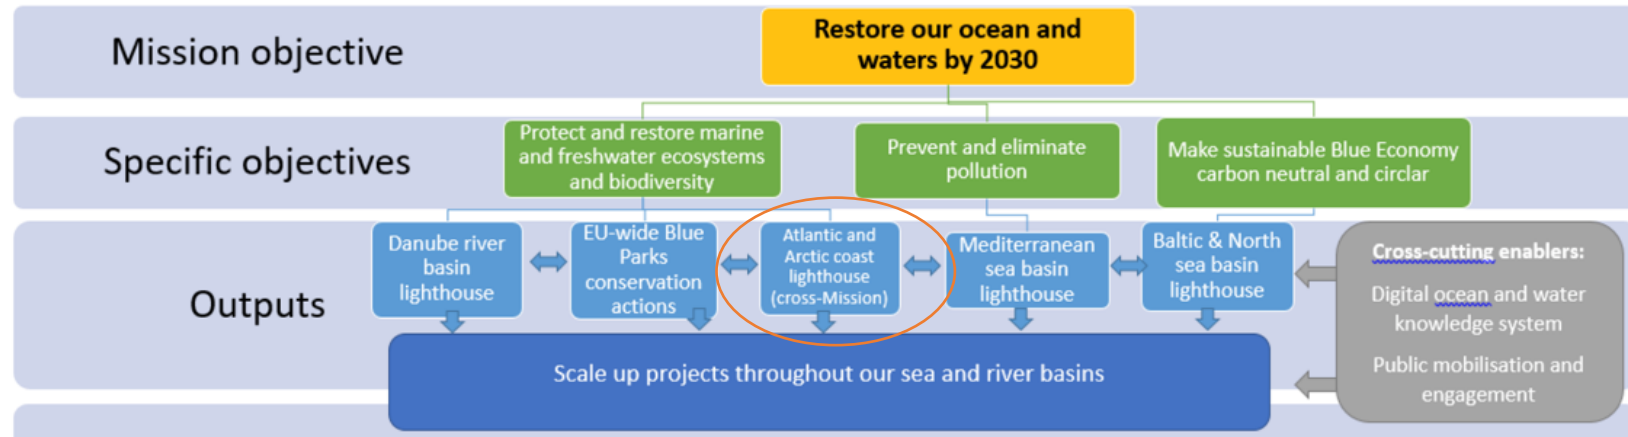 Mission objective
Restore our ocean and
waters by 2030
Specific objectives
Protect and restore marine
and freshwater ecosystems
and biodiversity
Prevent and eliminate
pollution
Make sustainable Blue Economy
carbon neutral and circlar
Outputs
Danube river
basin
lighthouse
EU-wide Blue
Parks
conservation
actions
Atlantic and
Arctic coast
lighthouse
(cross-Mission)
Mediterranean
sea basin
lighthouse
Baltic & North
sea basin
lighthouse
Cross-cutting enablers:
Digital ocean and water
knowledge system
Public mobilisation and
engagement
Scale up projects throughout our sea and river basins